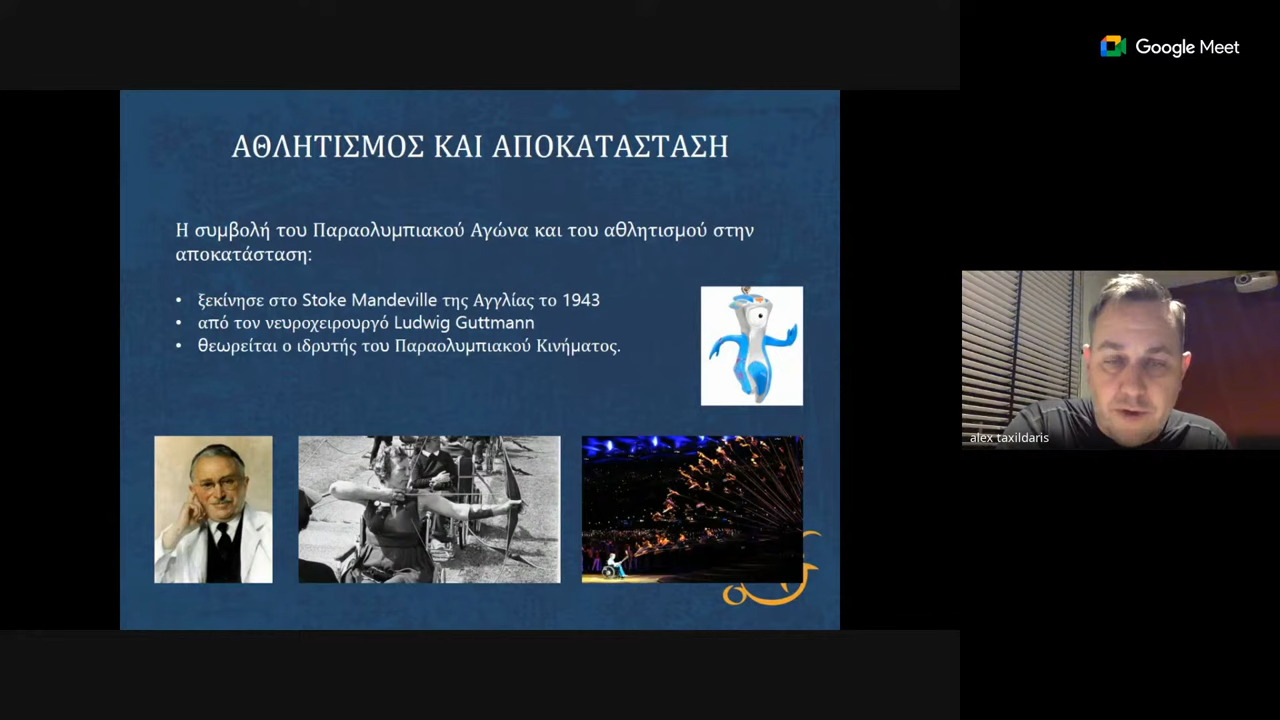 Google Meet
ΑΘΛΗΤΙΣΜΟΣ ΚΑΙ ΑΠΟΚΑΤΑΣΤΑΣΗ
Η συμβολή του Παραολυμπιακού Αγώνα και του αθλητισμού στην
αποκατάσταση:
• ξεκίνησε στο Stoke Mandeville της Αγγλίας το 1943
• από τον νευροχειρουργό Ludwig Guttmann
• θεωρείται ο ιδρυτής του Παραολυμπιακού Κινήματος.
alex taxildaris